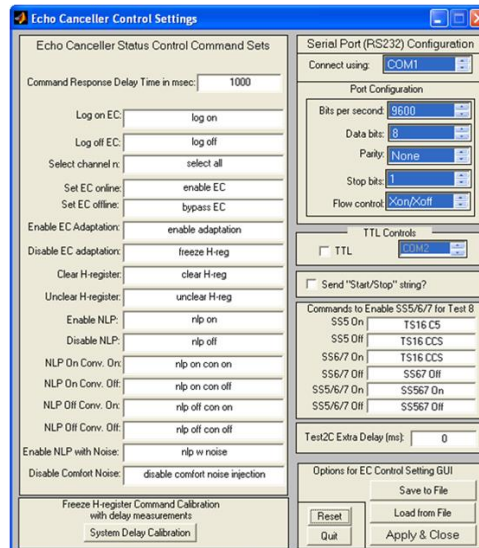 Echo Canceller Control Settings
Echo Canceller Status Control Command Sets
Command Response Delay Time in msec: 1000
Log on EC: log on
Log off EC: log off
Select channel n: select all
Set EC online: enable EC
Set EC offline: bypass EC
Enable EC Adaptation: enable adaptation
Disable EC adaptation: freeze H-reg
Clear H-register: clear H-reg
Unclear H-register: unclear H-reg
Enable NLP: nlp on
Disable NLP: nlp off
NLP On Conv. On: nlp on con on
NLP On Conv. Off: nlp on con off
NLP Off Conv. On: nlp off con on
NLP Off Conv. Off: nlp off con off
Enable NLP with Noise: nlp w noise
Disable Comfort Noise: disable comfort noise injection
Freeze H-register Command Calibration
with delay measurements
System Delay Calibration
Serial Port (RS232) Configuration
Connect using: COM1
Port Configuration
Bits per second: 9600
Data bits: 8
Parity: None
Stop bits: 1
Flow control: Xon/Xoff
TTL Controls
TTL COM2
Send "Start/Stop" string?
Commands to Enable SS5/6/7 for Test 8
SS5 On TS16 C5
SS5 Off TS16 CCS
SS6/7 On TS16 CCS
SS6/7 Off SS67 Off
SS5/6/7 On SS567 On
SS5/6/7 Off SS567 Off
Test2C Extra Delay (ms): 0
Options for EC Control Setting GUI
Save to File
Reset Load from File
Quit Apply & Close